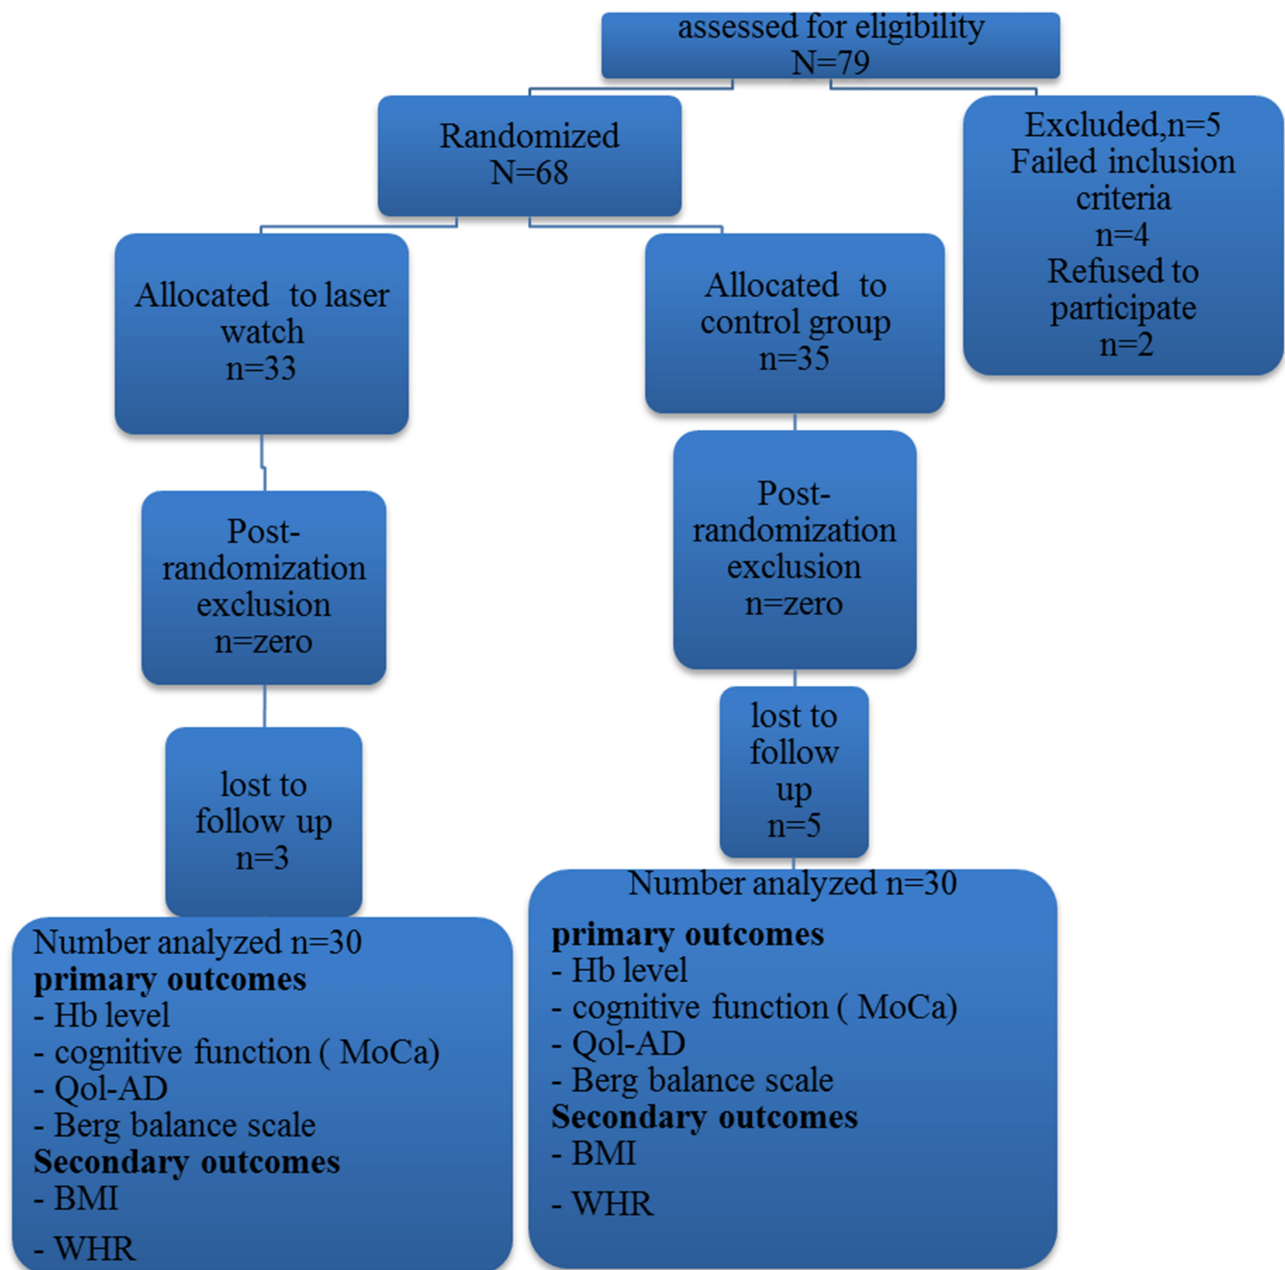 assessed for eligibility
N=79
Randomized
N=68
Excluded,n=5
Failed inclusion
criteria
n=4
Refused to
participate
n=2
Allocated to laser
watch
n=33
Allocated to
control group
n=35
Post-
randomization
exclusion
n=zero
Post-
randomization
exclusion
n=zero
lost to
follow up
n=3
lost to
follow
up
n=5
Number analyzed n=30
primary outcomes
- Hb level
- cognitive function ( MoCa)
- Qol-AD
- Berg balance scale
Secondary outcomes
- BMI
- WHR
Number analyzed n=30
primary outcomes
- Hb level
- cognitive function ( MoCa)
- Qol-AD
- Berg balance scale
Secondary outcomes
- BMI
- WHR